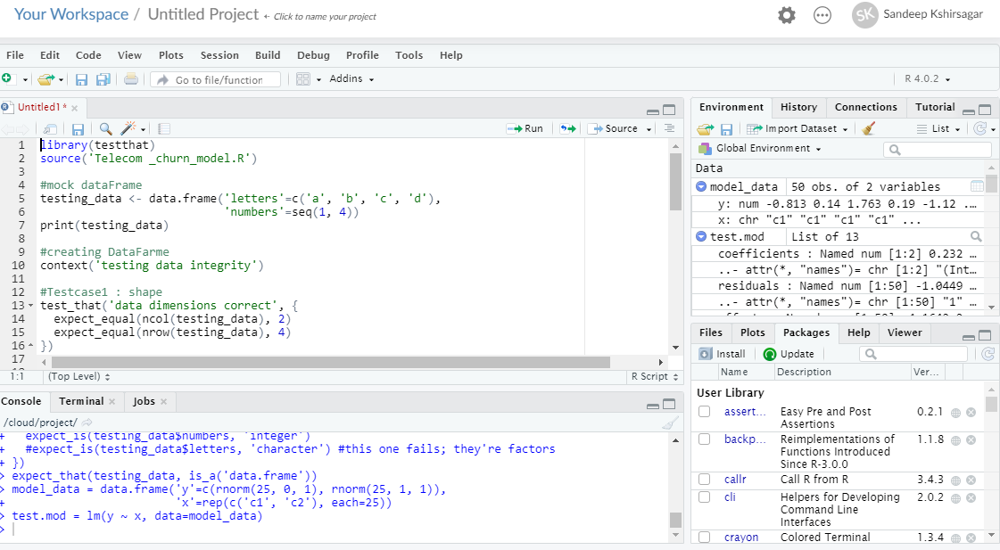 Your Workspace / Untitled Project ← Click to name your project
SK Sandeep Kshirsagar
File Edit Code View Plots Session Build Debug Profile Tools Help
Go to file/function Addins R 4.0.2
Untitled1*
Run Source
1 library(testthat)
2 source('Telecom _churn_model.R')
3
4 #mock dataFrame
5 testing_data <- data.frame('letters'=c('a', 'b', 'c', 'd'),
6 'numbers'=seq(1, 4))
7 print(testing_data)
8
9 #creating DataFarme
10 context('testing data integrity')
11
12 #Testcase1 : shape
13 test_that('data dimensions correct', {
14 expect_equal(ncol(testing_data), 2)
15 expect_equal(nrow(testing_data), 4)
16 })
17
1:1 (Top Level) R Script
Console Terminal Jobs
/cloud/project/
+ expect_is(testing_data$numbers, 'integer')
+ #expect_is(testing_data$letters, 'character') #this one fails; they're factors
+ })
> expect_that(testing_data, is_a('data.frame'))
> model_data = data.frame('y'=c(rnorm(25, 0, 1), rnorm(25, 1, 1)),
+ 'x'=rep(c('c1', 'c2'), each=25))
> test.mod = lm(y ~ x, data=model_data)
>
Environment History Connections Tutorial
Import Dataset List
Global Environment
Data
model_data 50 obs. of 2 variables
y: num -0.813 0.14 1.763 0.19 -1.12 ...
x: chr "c1" "c1" "c1" "c1" ...
test.mod List of 13
coefficients : Named num [1:2] 0.232 …
..- attr(*, "names")= chr [1:2] "(Int…
residuals : Named num [1:50] -1.0449 …
..- attr(*, "names")= chr [1:50] "1" …
Files Plots Packages Help Viewer
Install Update
Name Description Ver...
User Library
assert... Easy Pre and Post Assertions 0.2.1
backp... Reimplementations of Functions Introduced Since R-3.0.0 1.1.8
callr Call R from R 3.4.3
cli Helpers for Developing Command Line Interfaces 2.0.2
crayon Colored Terminal 1.3.4